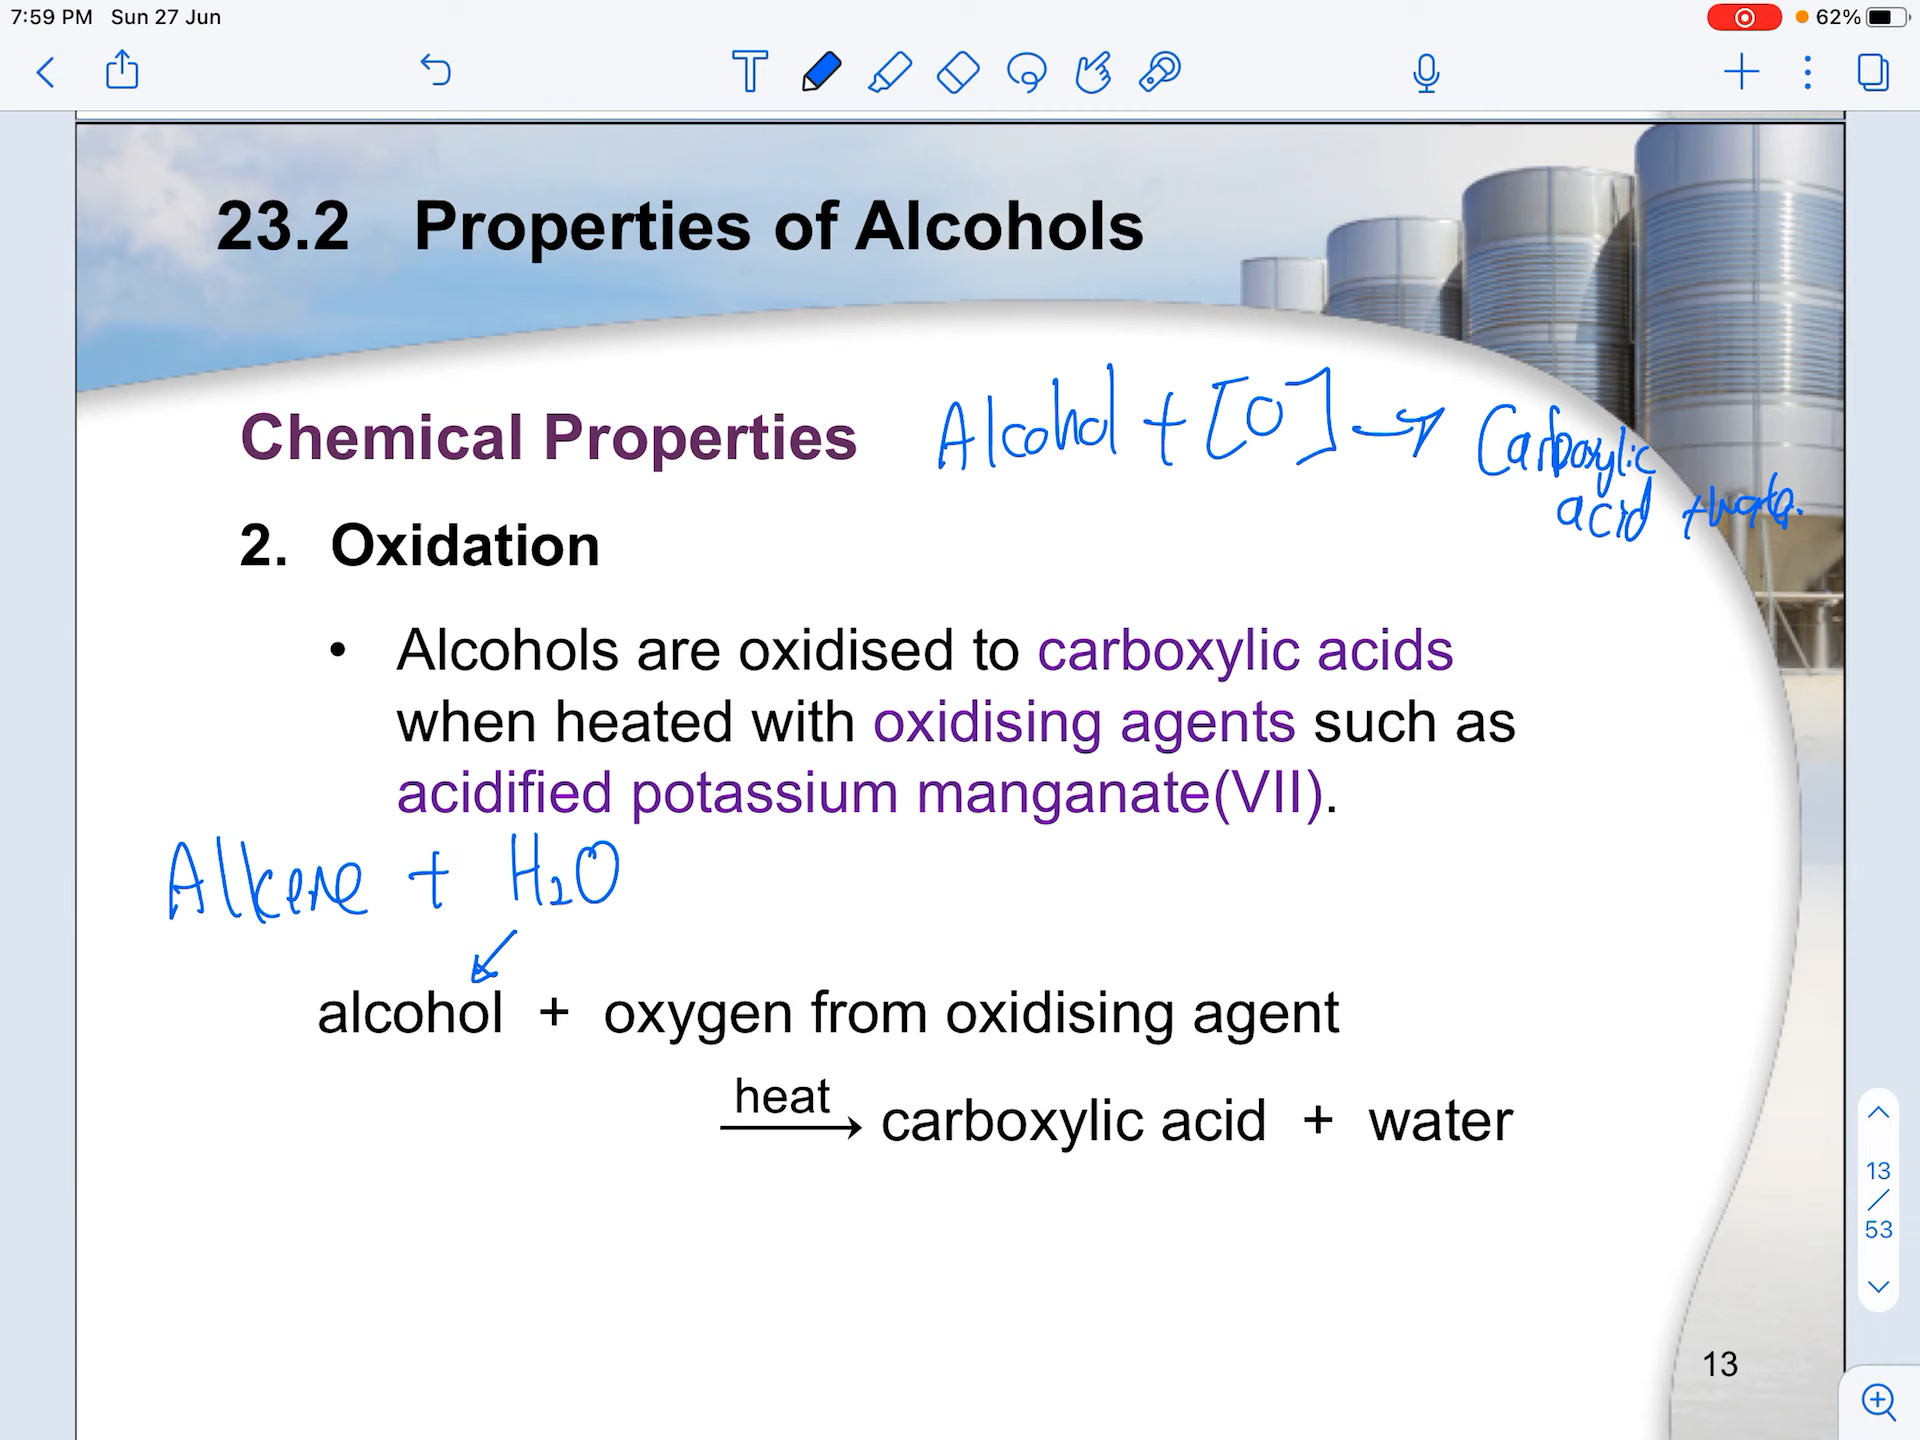 7:59 PM Sun 27 Jun
62%
T
23.2 Properties of Alcohols
Chemical Properties
Alcohol + [O] → Carboxylic
acid + water
2. Oxidation
• Alcohols are oxidised to carboxylic acids
when heated with oxidising agents such as
acidified potassium manganate(VII).
Alkene + H₂O
↙
alcohol + oxygen from oxidising agent
heat
→ carboxylic acid + water
13
/
53
13